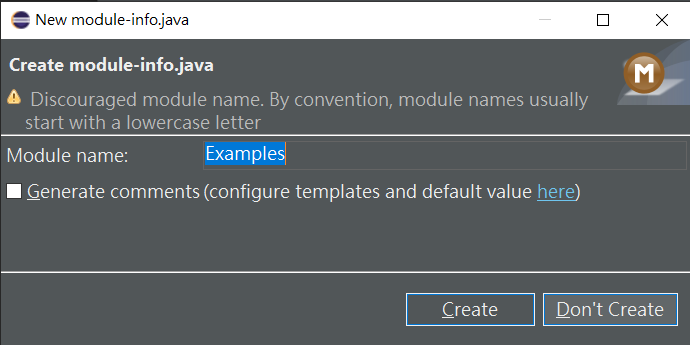 New module-info.java
Create module-info.java
M
Discouraged module name. By convention, module names usually
start with a lowercase letter
Module name: Examples
Generate comments (configure templates and default value here)
Create Don't Create